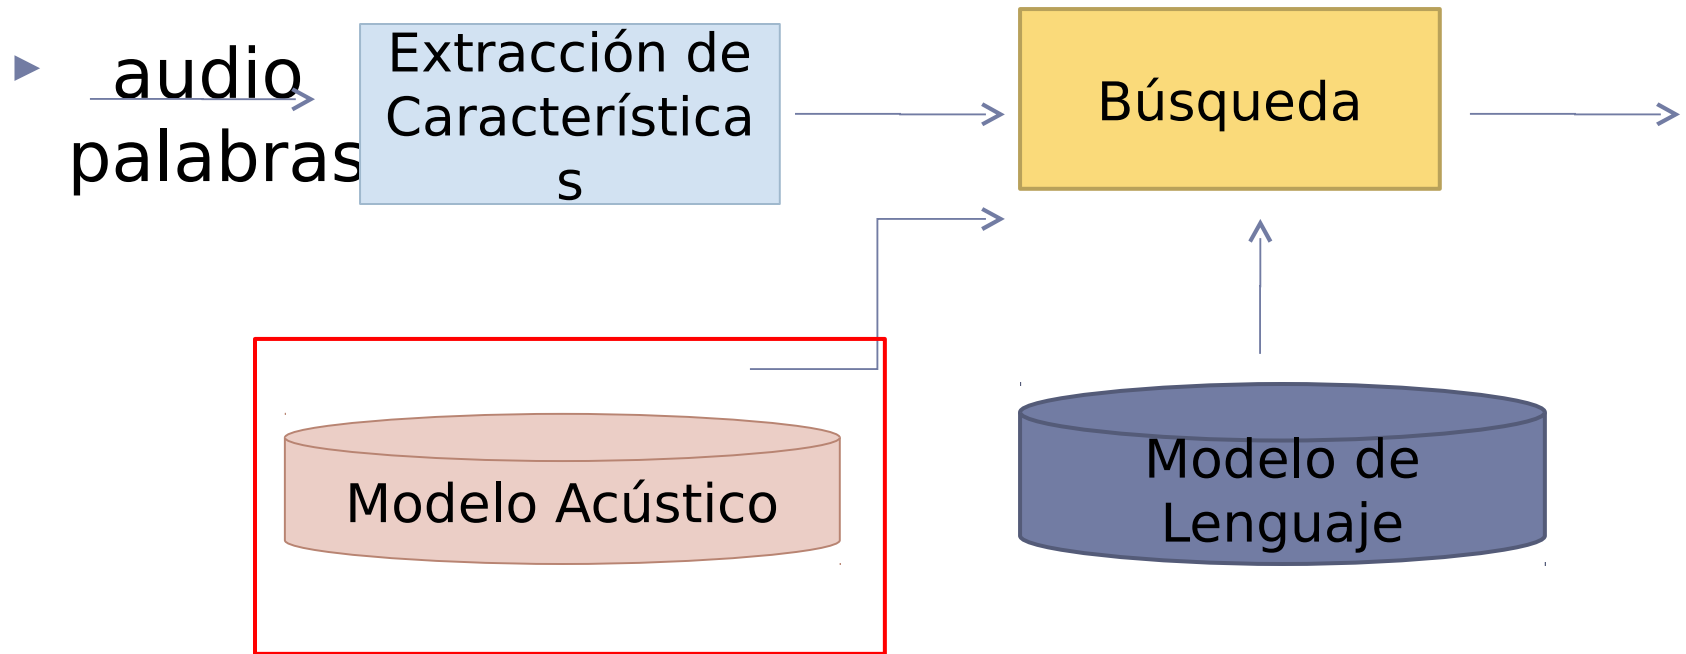 audio
palabras
Extracción de
Característica
s
Búsqueda
Modelo Acústico
Modelo de
Lenguaje